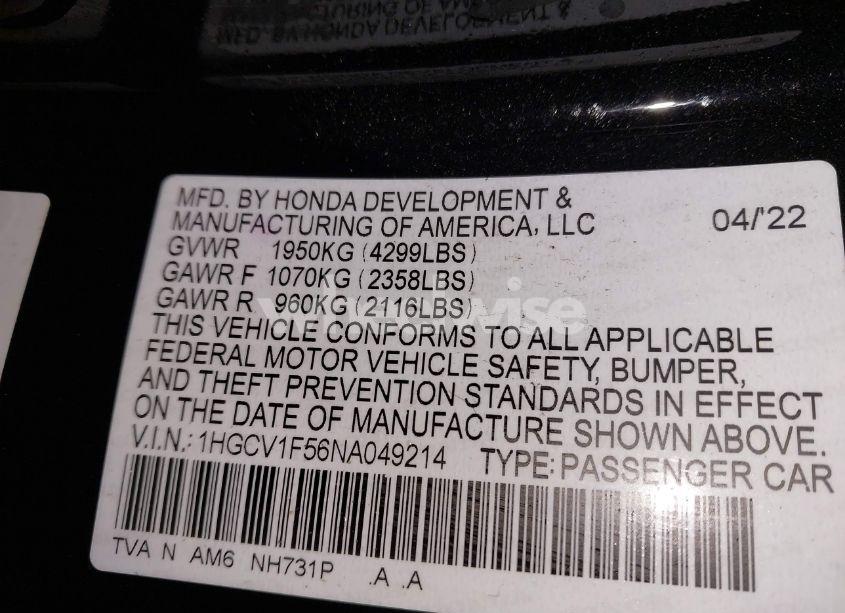 MFD. BY HONDA DEVELOPMENT &
MANUFACTURING OF AMERICA, LLC 04/'22
GVWR 1950KG (4299LBS)
GAWR F 1070KG (2358LBS)
GAWR R 960KG (2116LBS)
THIS VEHICLE CONFORMS TO ALL APPLICABLE
FEDERAL MOTOR VEHICLE SAFETY, BUMPER,
AND THEFT PREVENTION STANDARDS IN EFFECT
ON THE DATE OF MANUFACTURE SHOWN ABOVE.
V.I.N.: 1HGCV1F56NA049214 TYPE: PASSENGER CAR
TVA N AM6 NH731P .A .A